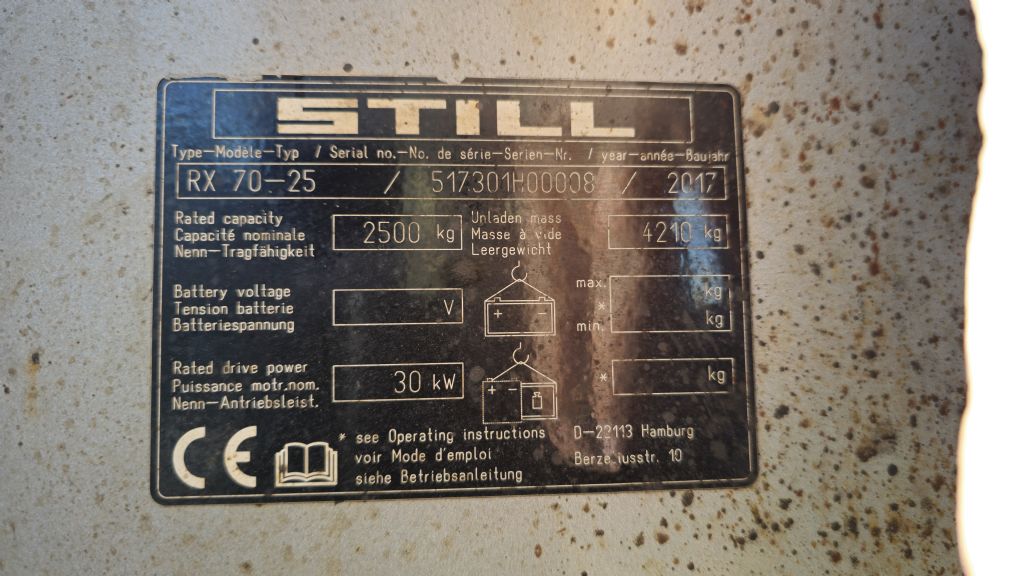 STILL
Type-Modèle-Typ / Serial no.-No. de série-Serien-Nr. / year-année-Baujahr
RX 70-25 / 517301H00008 / 2017
Rated capacity
Capacité nominale
Nenn-Tragfähigkeit
2500 kg
Unladen mass
Masse à vide
Leergewicht
4210 kg
Battery voltage
Tension batterie
Batteriespannung
V
+ -
max. kg
*
min. kg
Rated drive power
Puissance motr.nom.
Nenn-Antriebsleist.
30 kW
+ -
* kg
CE
* see Operating instructions
voir Mode d'emploi
siehe Betriebsanleitung
D-22113 Hamburg
Berzeliusstr. 10